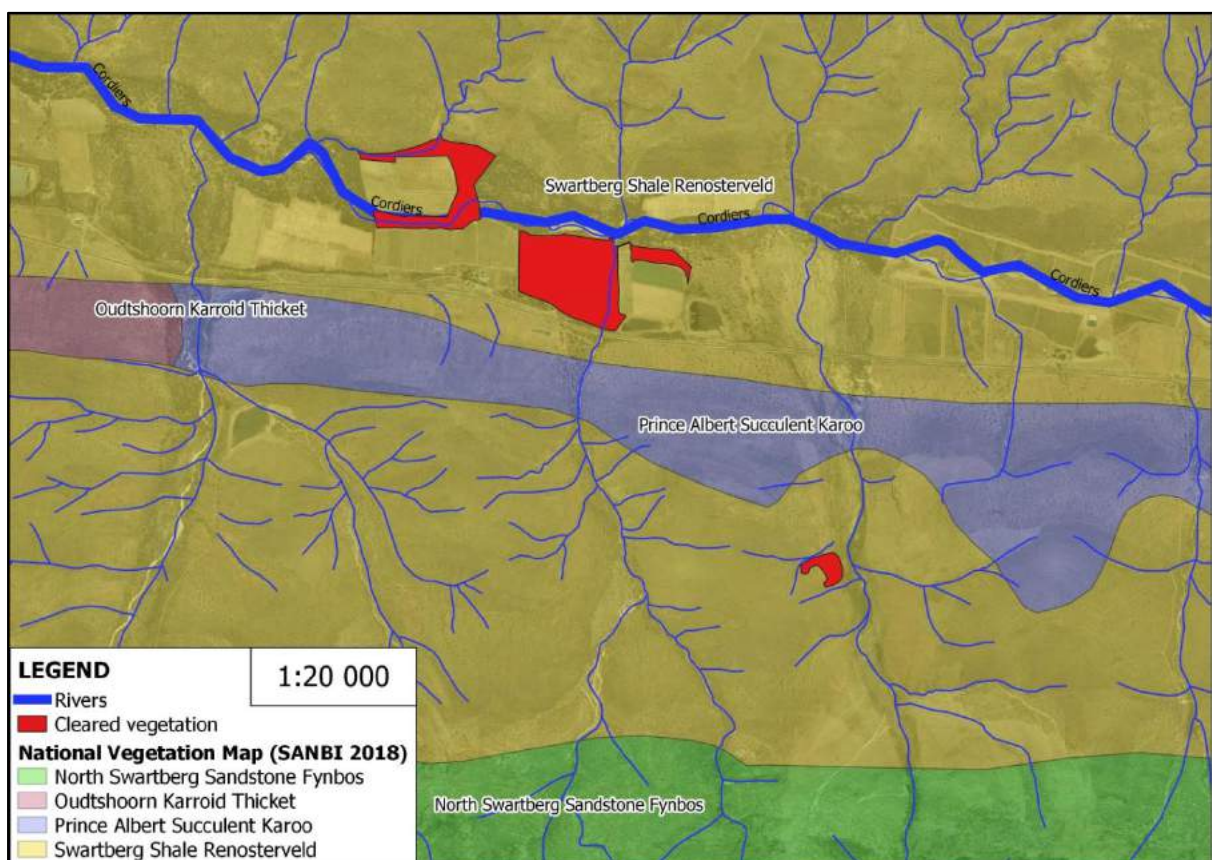 Cordiers
Swartberg Shale Renosterveld
Cordiers
Cordiers
Cordiers
Oudtshoorn Karroid Thicket
Prince Albert Succulent Karoo
North Swartberg Sandstone Fynbos
LEGEND
1:20 000
Rivers
Cleared vegetation
National Vegetation Map (SANBI 2018)
North Swartberg Sandstone Fynbos
Oudtshoorn Karroid Thicket
Prince Albert Succulent Karoo
Swartberg Shale Renosterveld